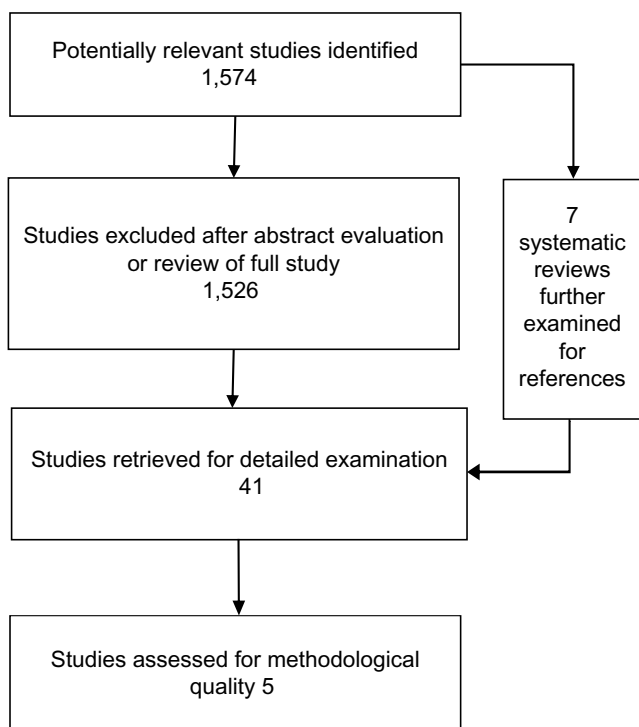 Potentially relevant studies identified
1,574
Studies excluded after abstract evaluation
or review of full study
1,526
7
systematic
reviews
further
examined
for
references
Studies retrieved for detailed examination
41
Studies assessed for methodological
quality 5